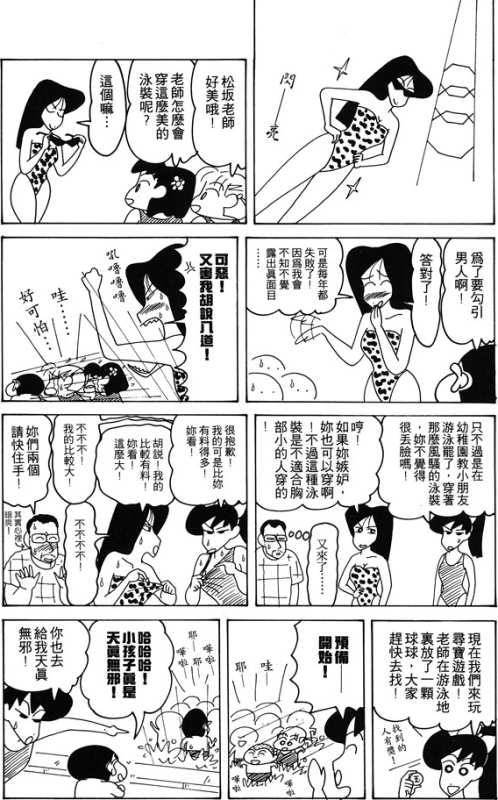 閃
亮
松坂老師
好美哦！
老師怎麼會
穿這麼美的
泳裝呢？
這個嘛…
為了要勾引
男人啊！
答對了！
可是每年都
失敗了！
因為我會
不知不覺
露出真面目
……
可惡！
又害我胡說八道！
吼嚕嚕嚕
哇……
好可怕…
只不過是在
幼稚園教小朋友
游泳罷了，穿著
那麼風騷的泳裝
，妳不覺得
很丟臉嗎！
哼！
如果妳嫉妒，
妳也可以穿啊
！不過這種泳
裝是不適合胸
部小的人穿的
又來了……
很抱歉！
我的可是比妳
有料得多！
妳看！
胡說！我的
比較有料！
妳看！
這麼大！
不不不！
我的比較大
不不不不！
妳們兩個
請快住手！
其實心裡
很爽！
現在我們來玩
尋寶遊戲！
老師在游泳池
裏放了一顆
球球，大家
趕快去找！
找到的
人有獎！
預備——
開始！
哇
耶
嘩啦
嘩啦
耶
耶
嘩啦
嘩啦
哈哈哈！
小孩子真是
天真無邪！
你也去
給我天真
無邪！